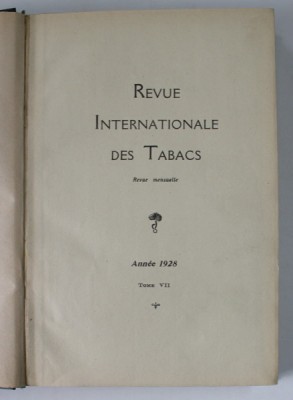 REVUE
INTERNATIONALE
DES TABACS
Revue mensuelle
Année 1928
TOME VII